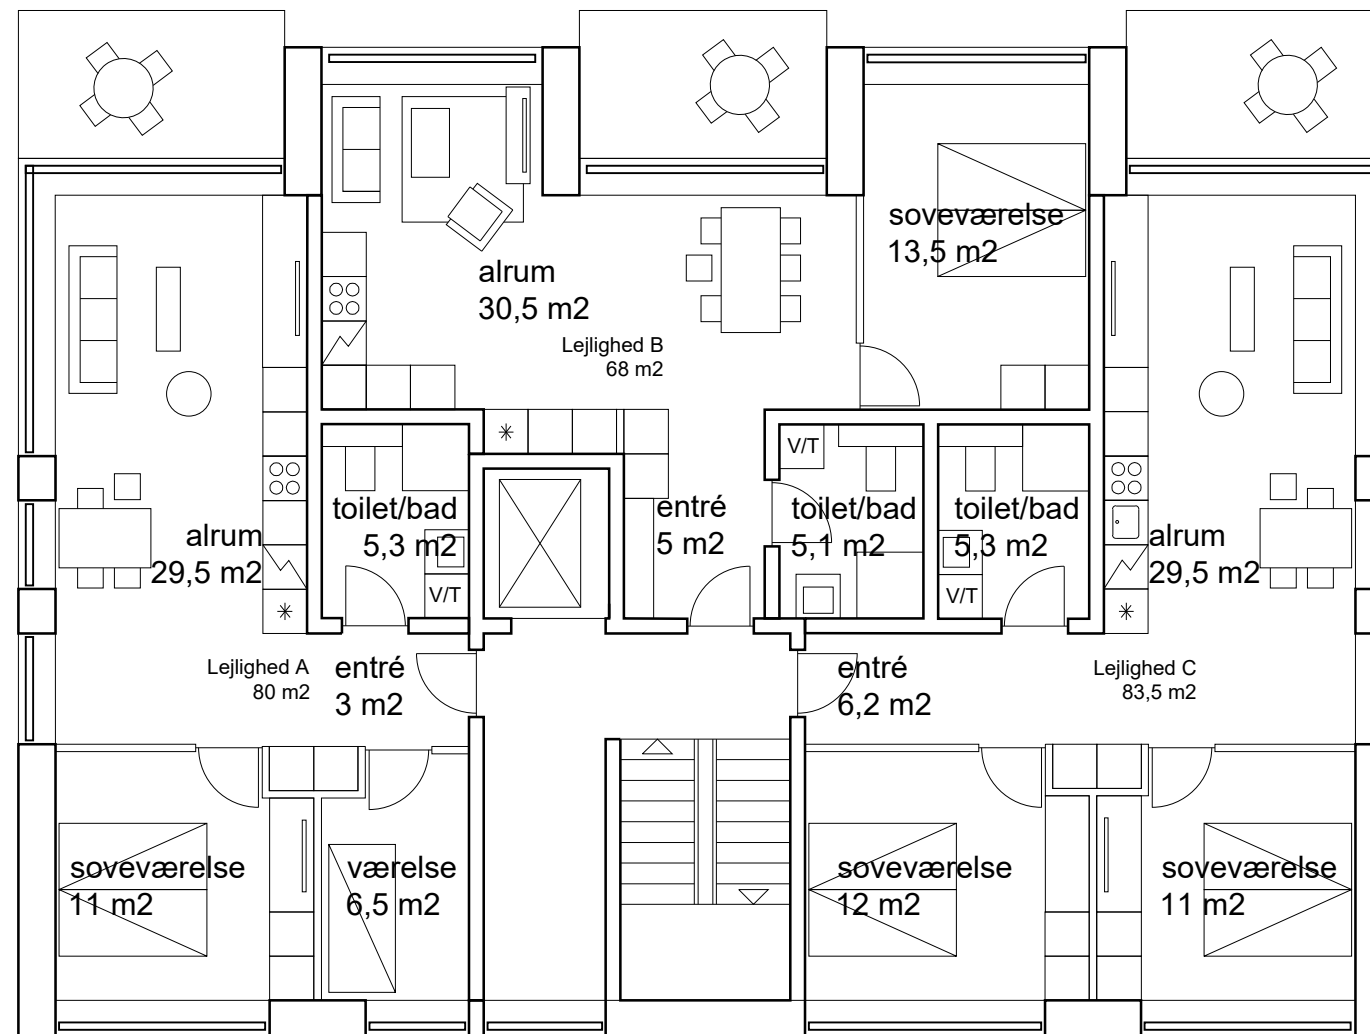 soveværelse
13,5 m2
alrum
30,5 m2
Lejlighed B
68 m2
V/T
toilet/bad
5,3 m2
V/T
entré
5 m2
toilet/bad
5,1 m2
toilet/bad
5,3 m2
V/T
alrum
29,5 m2
alrum
29,5 m2
Lejlighed A
80 m2
entré
3 m2
entré
6,2 m2
Lejlighed C
83,5 m2
soveværelse
11 m2
værelse
6,5 m2
soveværelse
12 m2
soveværelse
11 m2